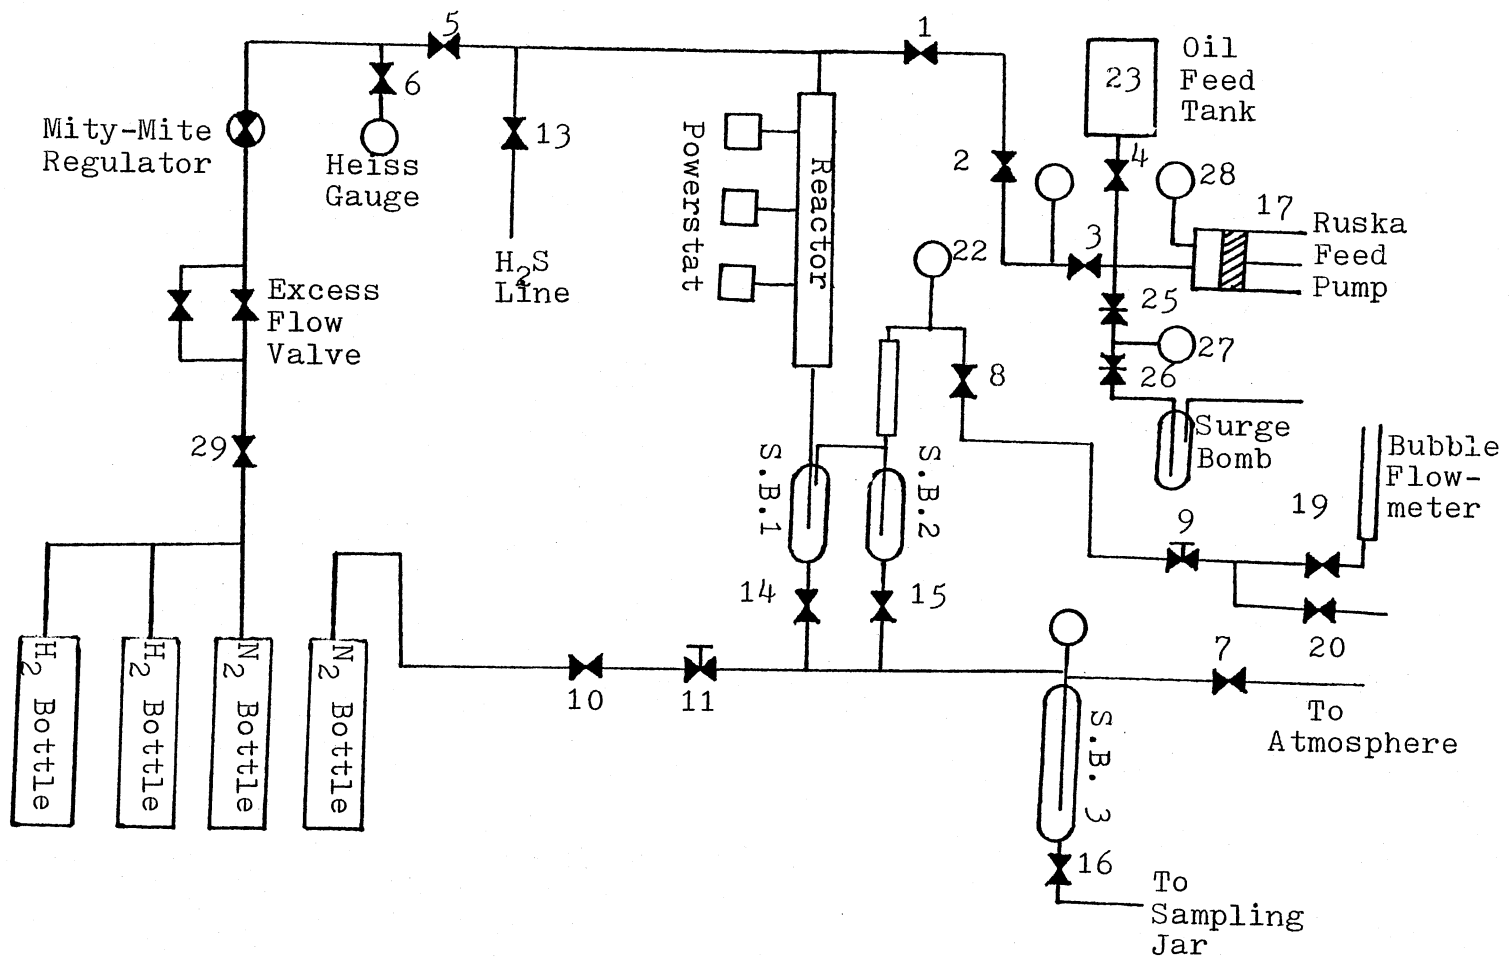 5
1
Oil
Feed
Tank
23
6
Mity-Mite
Regulator
Heiss
Gauge
13
H2S
Line
Powerstat
Reactor
2
4
28
17
Ruska
Feed
Pump
3
22
25
27
26
Excess
Flow
Valve
8
29
Surge
Bomb
Bubble
Flow-
meter
S.B.1
S.B.2
9
19
14
15
20
7
To
Atmosphere
10
11
H2 Bottle
H2 Bottle
N2 Bottle
N2 Bottle
S.B. 3
16
To
Sampling
Jar